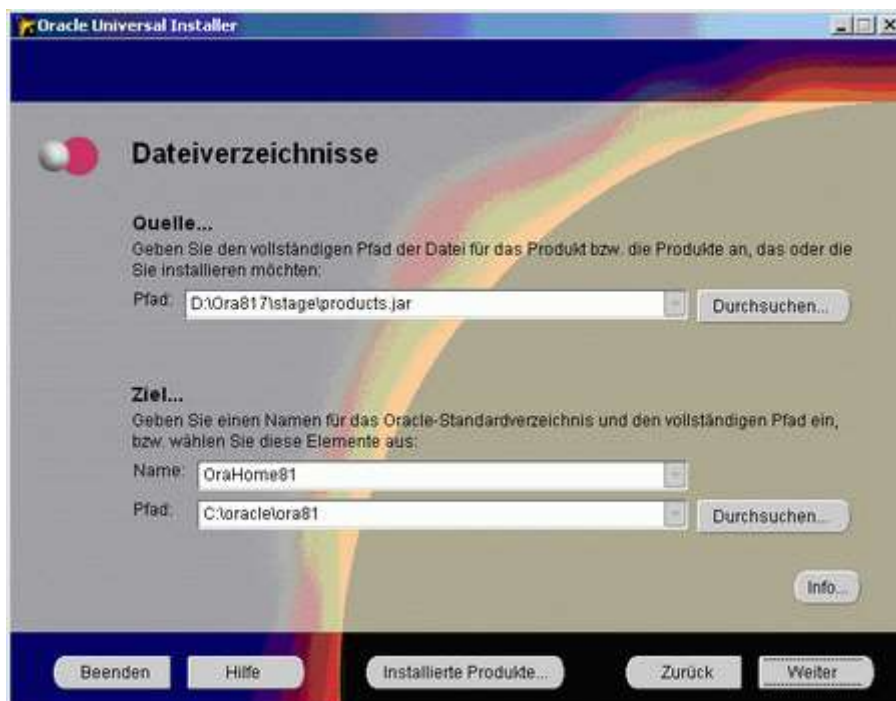 Oracle Universal Installer
Dateiverzeichnisse
Quelle...
Geben Sie den vollständigen Pfad der Datei für das Produkt bzw. die Produkte an, das oder die
Sie installieren möchten:
Pfad: D:\Ora817\stage\products.jar Durchsuchen...
Ziel...
Geben Sie einen Namen für das Oracle-Standardverzeichnis und den vollständigen Pfad ein,
bzw. wählen Sie diese Elemente aus:
Name: OraHome81
Pfad: C:\oracle\ora81 Durchsuchen...
Info...
Beenden Hilfe Installierte Produkte... Zurück Weiter